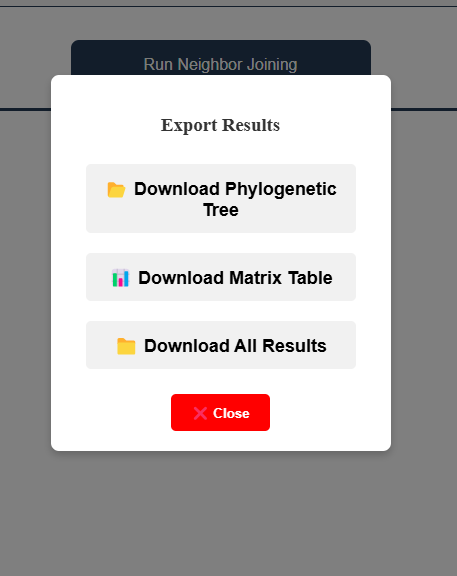 Run Neighbor Joining
Export Results
📂 Download Phylogenetic
Tree
📊 Download Matrix Table
📁 Download All Results
❌ Close